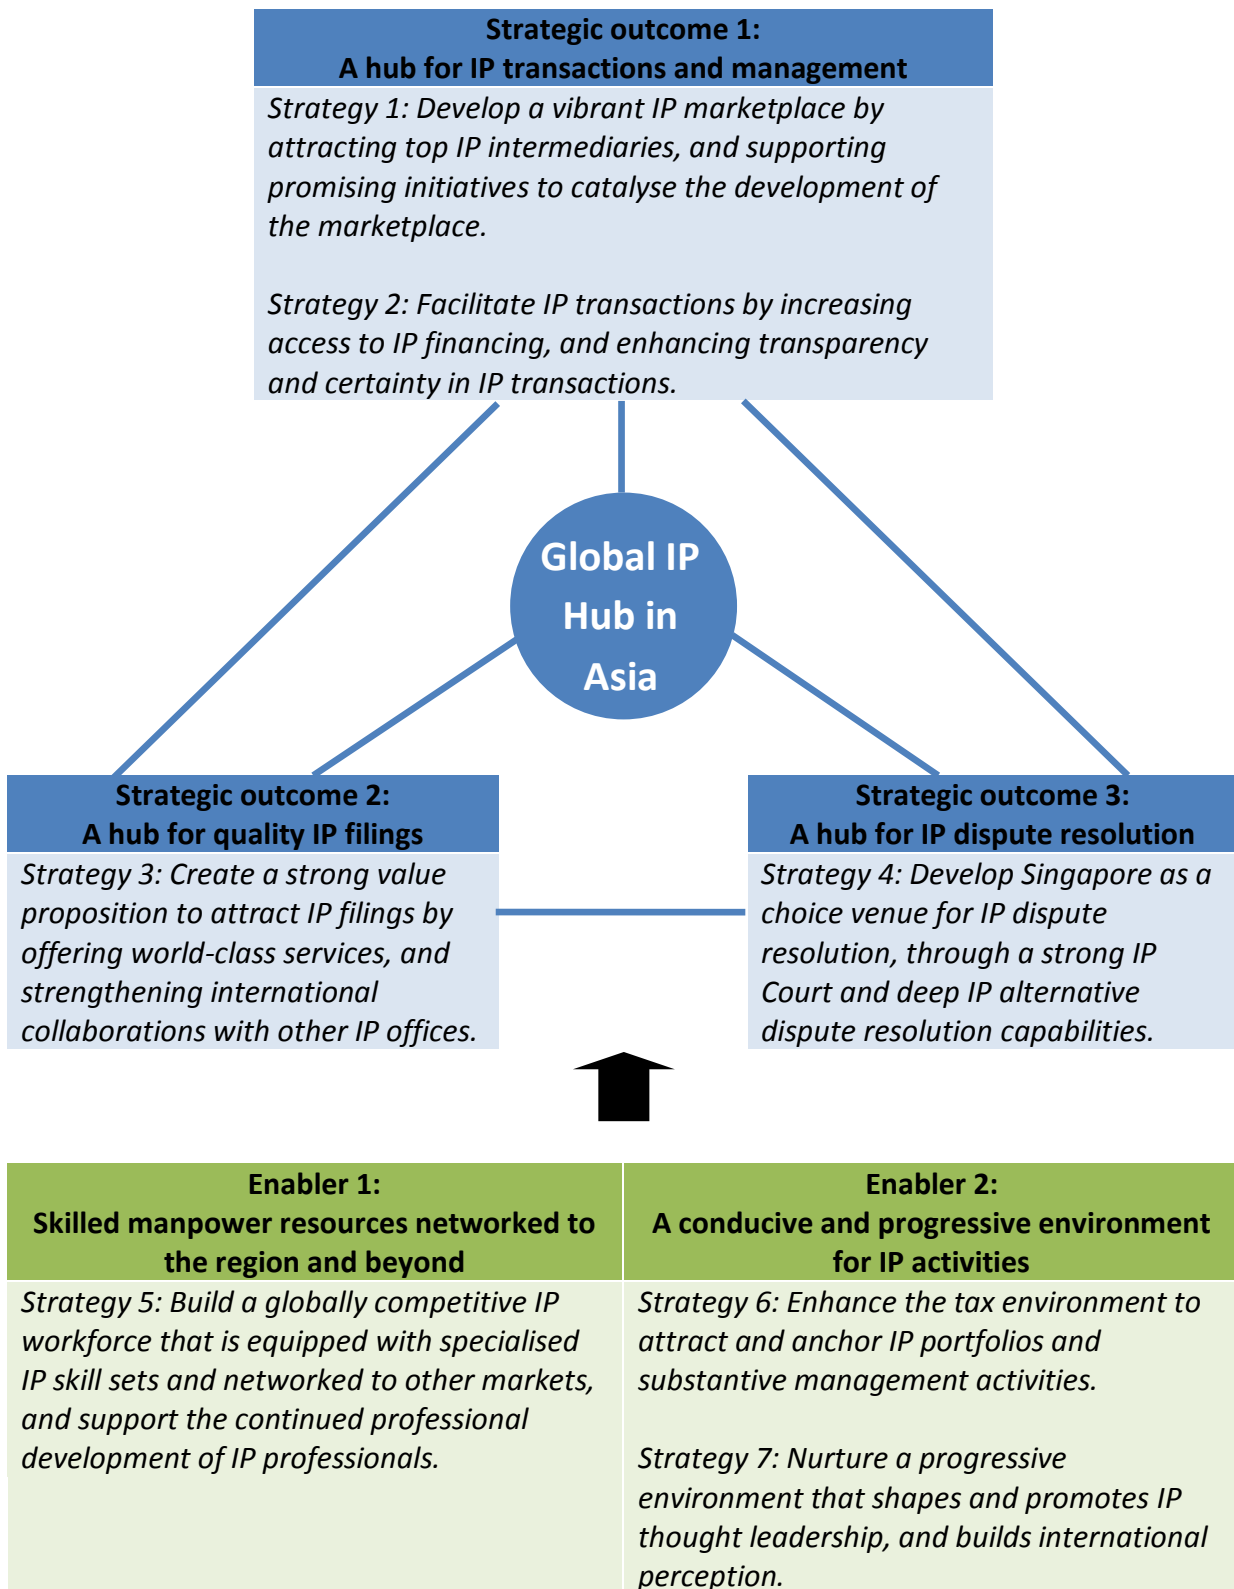 Strategic outcome 1:
A hub for IP transactions and management
Strategy 1: Develop a vibrant IP marketplace by
attracting top IP intermediaries, and supporting
promising initiatives to catalyse the development of
the marketplace.
Strategy 2: Facilitate IP transactions by increasing
access to IP financing, and enhancing transparency
and certainty in IP transactions.
Global IP
Hub in
Asia
Strategic outcome 2:
A hub for quality IP filings
Strategy 3: Create a strong value
proposition to attract IP filings by
offering world-class services, and
strengthening international
collaborations with other IP offices.
Strategic outcome 3:
A hub for IP dispute resolution
Strategy 4: Develop Singapore as a
choice venue for IP dispute
resolution, through a strong IP
Court and deep IP alternative
dispute resolution capabilities.
Enabler 1:
Skilled manpower resources networked to
the region and beyond
Strategy 5: Build a globally competitive IP
workforce that is equipped with specialised
IP skill sets and networked to other markets,
and support the continued professional
development of IP professionals.
Enabler 2:
A conducive and progressive environment
for IP activities
Strategy 6: Enhance the tax environment to
attract and anchor IP portfolios and
substantive management activities.
Strategy 7: Nurture a progressive
environment that shapes and promotes IP
thought leadership, and builds international
perception.